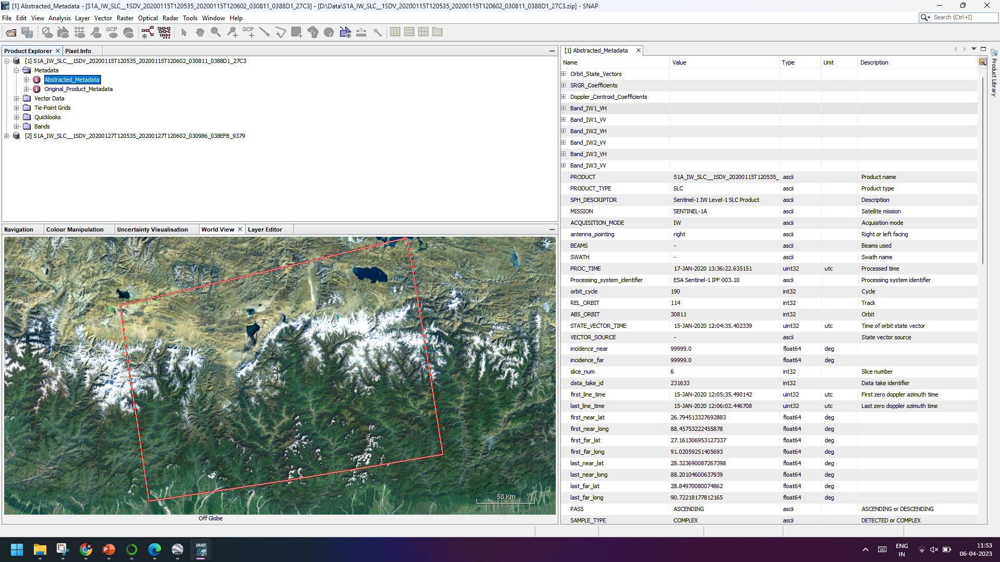 [1] Abstracted_Metadata - [S1A_IW_SLC__1SDV_20200115T120535_20200115T120602_030811_0388D1_27C3] - [D:\Data\S1A_IW_SLC__1SDV_20200115T120535_20200115T120602_030811_0388D1_27C3.zip] - SNAP
File Edit View Analysis Layer Vector Raster Optical Radar Tools Window Help
Search (Ctrl+I)
GCP GCP
Product Explorer Pixel Info
[1] S1A_IW_SLC__1SDV_20200115T120535_20200115T120602_030811_0388D1_27C3
Metadata
Abstracted_Metadata
Original_Product_Metadata
Vector Data
Tie-Point Grids
Quicklooks
Bands
[2] S1A_IW_SLC__1SDV_20200127T120535_20200127T120602_030986_038EFB_9379
Navigation Colour Manipulation Uncertainty Visualisation World View Layer Editor
2
1
50 Km
Off Globe
[1] Abstracted_Metadata
Product Library
Name Value Type Unit Description
Orbit_State_Vectors
SRGR_Coefficients
Doppler_Centroid_Coefficients
Band_IW1_VH
Band_IW1_VV
Band_IW2_VH
Band_IW2_VV
Band_IW3_VH
Band_IW3_VV
PRODUCT S1A_IW_SLC__1SDV_20200115T120535_ ascii Product name
PRODUCT_TYPE SLC ascii Product type
SPH_DESCRIPTOR Sentinel-1 IW Level-1 SLC Product ascii Description
MISSION SENTINEL-1A ascii Satellite mission
ACQUISITION_MODE IW ascii Acquisition mode
antenna_pointing right ascii Right or left facing
BEAMS - ascii Beams used
SWATH - ascii Swath name
PROC_TIME 17-JAN-2020 13:36:22.635151 uint32 utc Processed time
Processing_system_identifier ESA Sentinel-1 IPF 003.10 ascii Processing system identifier
orbit_cycle 190 int32 Cycle
REL_ORBIT 114 int32 Track
ABS_ORBIT 30811 int32 Orbit
STATE_VECTOR_TIME 15-JAN-2020 12:04:35.402339 uint32 utc Time of orbit state vector
VECTOR_SOURCE - ascii State vector source
incidence_near 99999.0 float64 deg
incidence_far 99999.0 float64 deg
slice_num 6 int32 Slice number
data_take_id 231633 int32 Data take identifier
first_line_time 15-JAN-2020 12:05:35.490142 uint32 utc First zero doppler azimuth time
last_line_time 15-JAN-2020 12:06:02.446708 uint32 utc Last zero doppler azimuth time
first_near_lat 26.794513327692883 float64 deg
first_near_long 88.45753222455878 float64 deg
first_far_lat 27.161306953127337 float64 deg
first_far_long 91.02059251405693 float64 deg
last_near_lat 28.323690087267398 float64 deg
last_near_long 88.20104600637939 float64 deg
last_far_lat 28.84970080074862 float64 deg
last_far_long 90.72218177812165 float64 deg
PASS ASCENDING ascii ASCENDING or DESCENDING
SAMPLE_TYPE COMPLEX ascii DETECTED or COMPLEX
SNAP
ENG
IN
11:53
06-04-2023